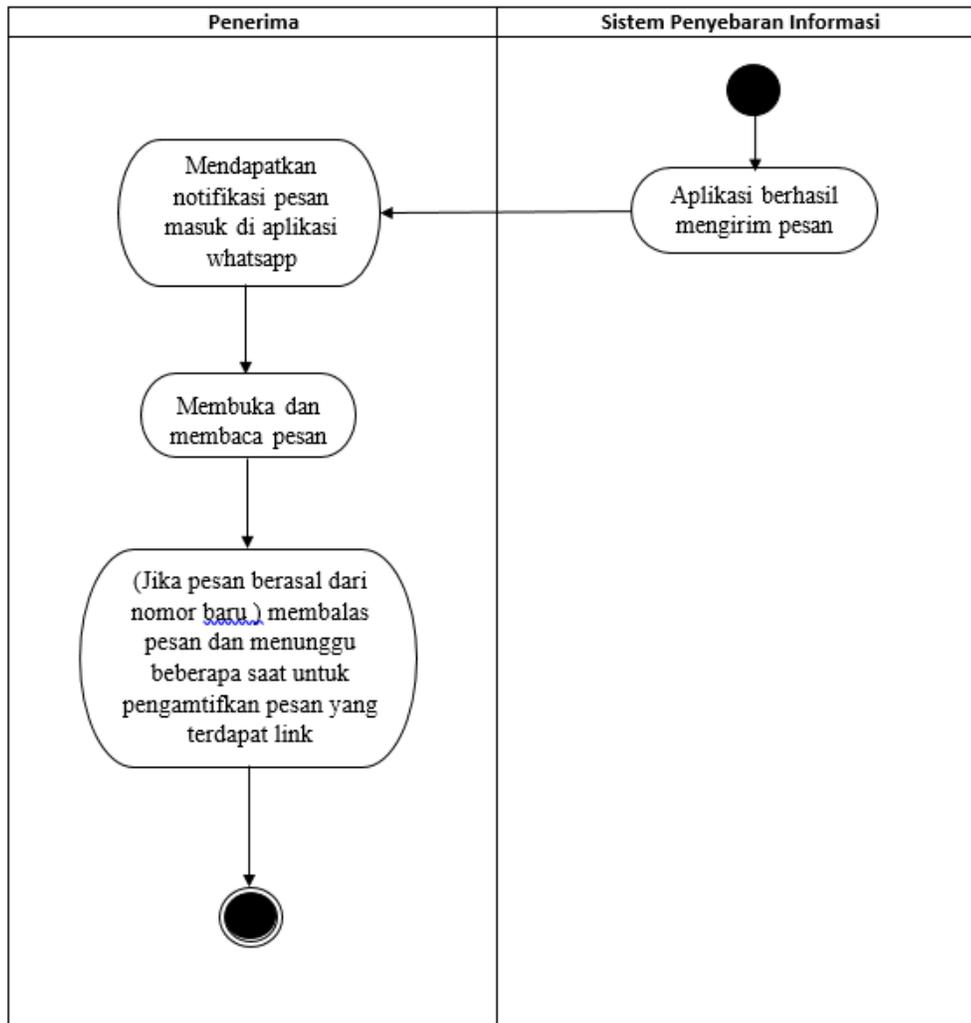 Penerima
Sistem Penyebaran Informasi
Aplikasi berhasil
mengirim pesan
Mendapatkan
notifikasi pesan
masuk di aplikasi
whatsapp
Membuka dan
membaca pesan
(Jika pesan berasal dari
nomor baru ) membalas
pesan dan menunggu
beberapa saat untuk
pengamtifkan pesan yang
terdapat link